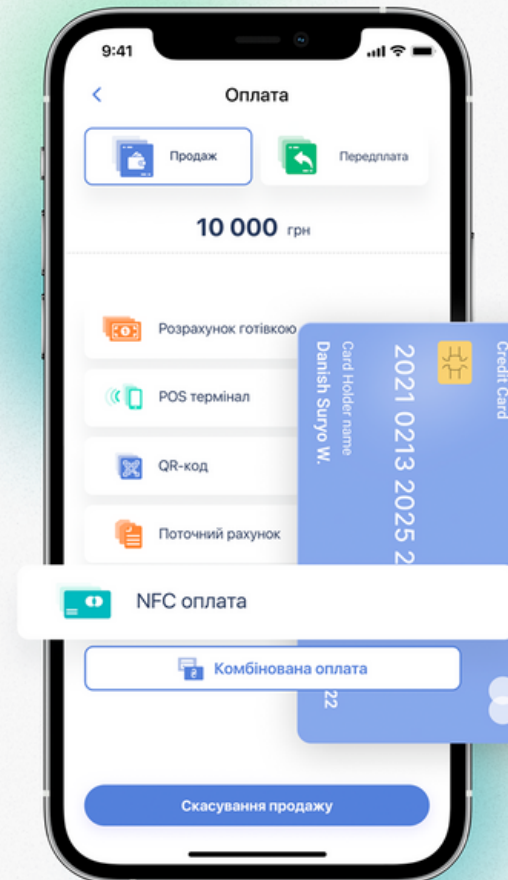 9:41
Оплата
Продаж
Передплата
10 000 грн
Розрахунок готівкою
POS термінал
QR-код
Поточний рахунок
NFC оплата
Комбінована оплата
Скасування продажу
Credit Card
2021 0213 2025 2
Card Holder name
Danish Suryo W.
22